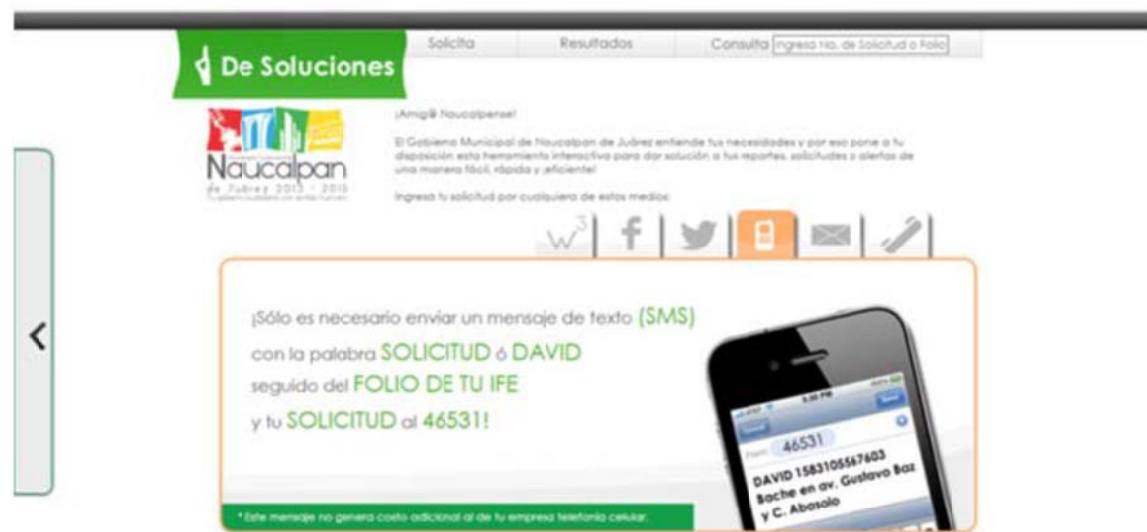 Solicita Resultados Consulta Ingresa No. de Solicitud o Folio
De Soluciones
¡Amig@ Naucalpense!
El Gobierno Municipal de Naucalpan de Juárez entiende tus necesidades y por eso pone a tu
disposición esta herramienta interactiva para dar solución a tus reportes, solicitudes o alertas de
una manera fácil, rápida y ¡eficiente!
Naucalpan
de Juárez 2013 - 2015
Ingresa tu solicitud por cualquiera de estos medios:
w3
¡Sólo es necesario enviar un mensaje de texto (SMS)
con la palabra SOLICITUD ó DAVID
seguido del FOLIO DE TU IFE
y tu SOLICITUD al 46531!
5:30 PM
46531
DAVID 1583105567603
Bache en av. Gustavo Baz
y C. Abasolo
*Este mensaje no genera costo adicional al de tu empresa telefonía celular.